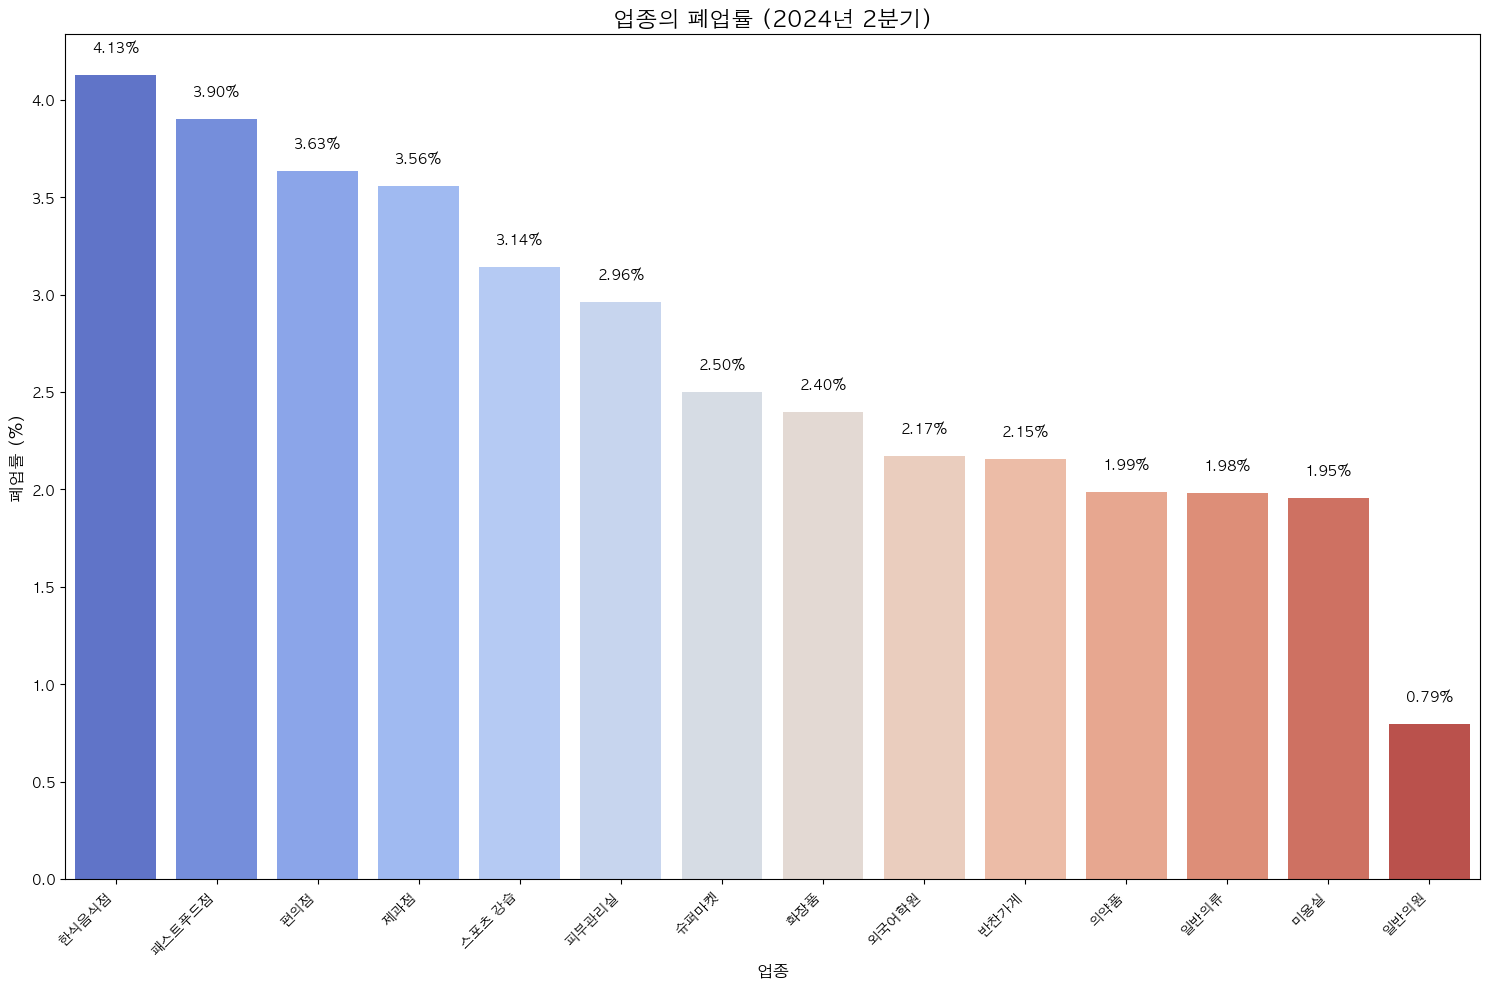 업종의 폐업률 (2024년 2분기)
폐업률 (%)
4.0
3.5
3.0
2.5
2.0
1.5
1.0
0.5
0.0
4.13%
3.90%
3.63%
3.56%
3.14%
2.96%
2.50%
2.40%
2.17%
2.15%
1.99%
1.98%
1.95%
0.79%
한식음식점
패스트푸드점
편의점
제과점
스포츠 강습
피부관리실
슈퍼마켓
화장품
외국어학원
반찬가게
의약품
일반의류
미용실
일반의원
업종